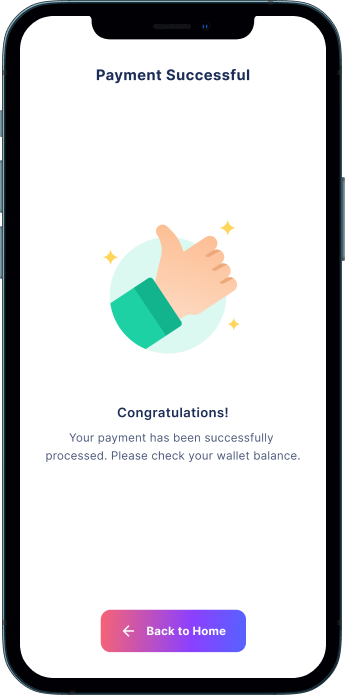 Payment Successful
Congratulations!
Your payment has been successfully
processed. Please check your wallet balance.
Back to Home